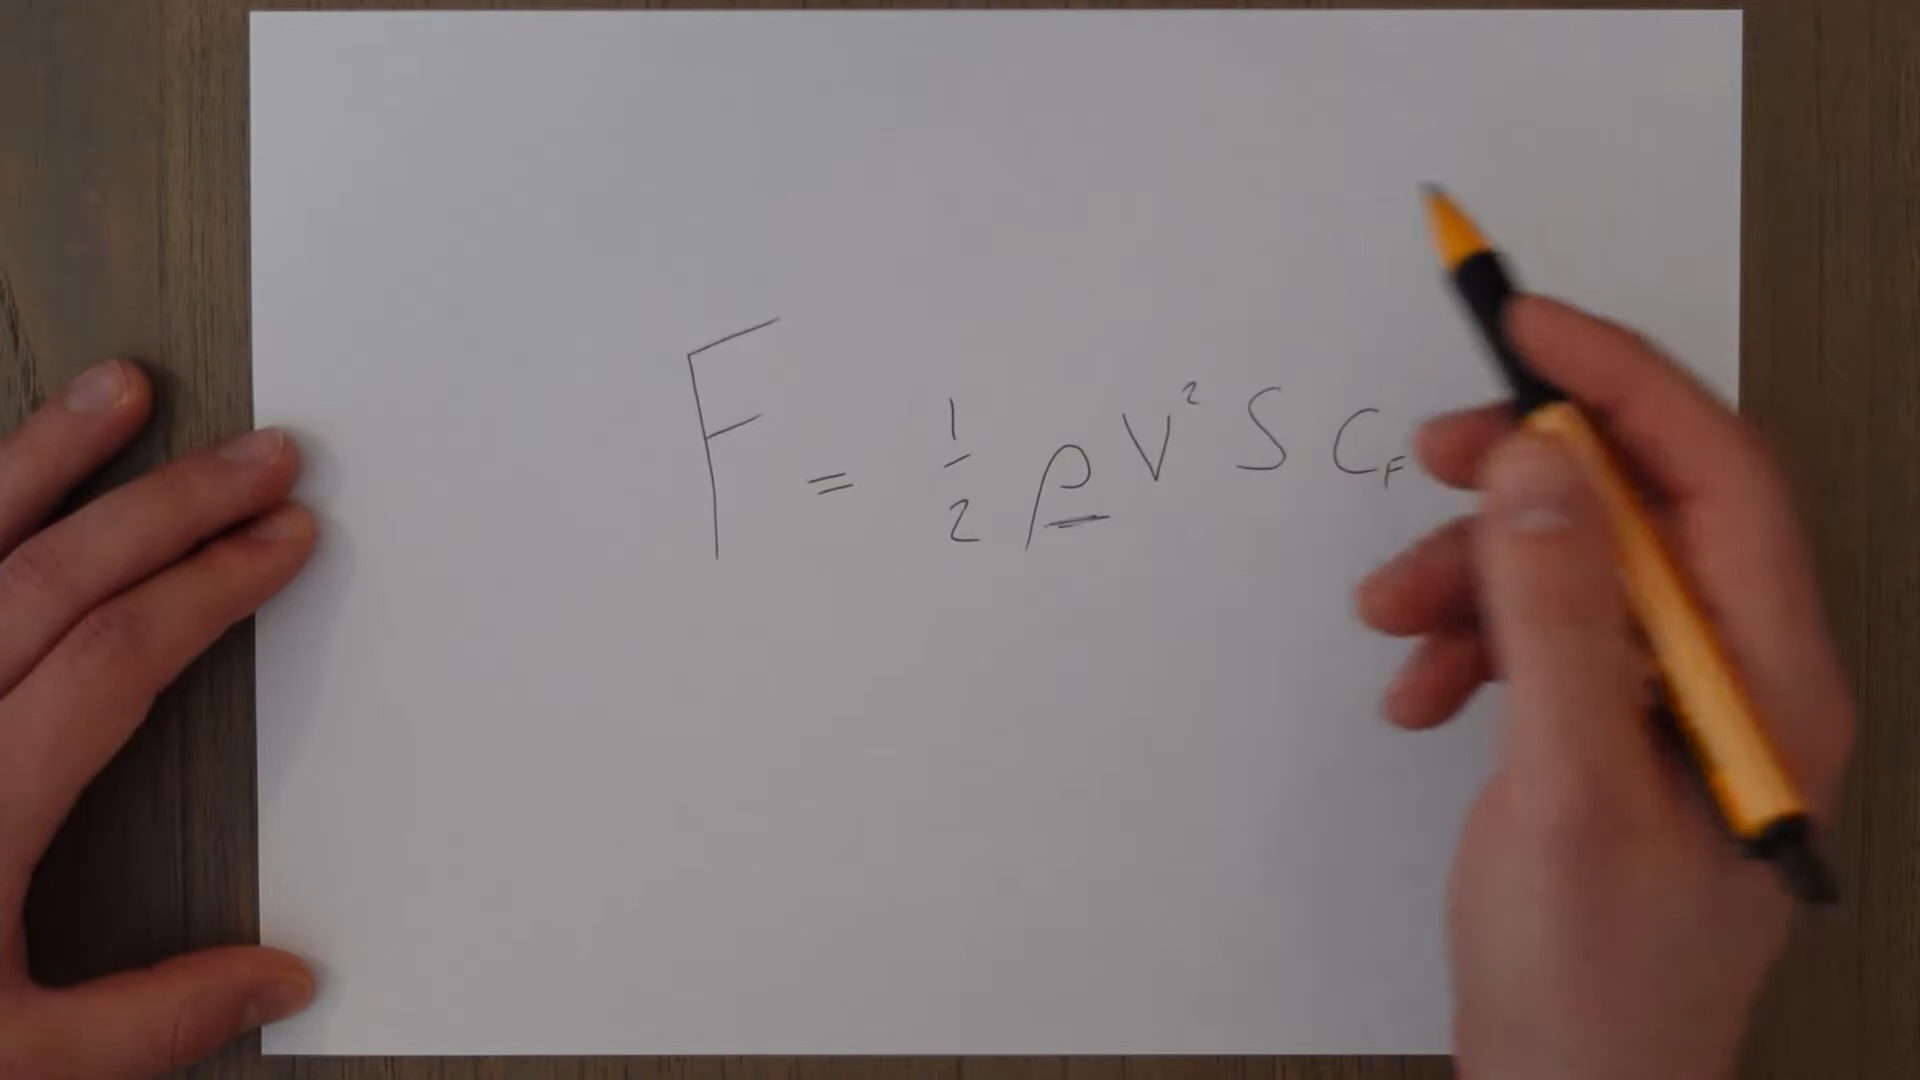 F = 1/2 ρ V² S C_F